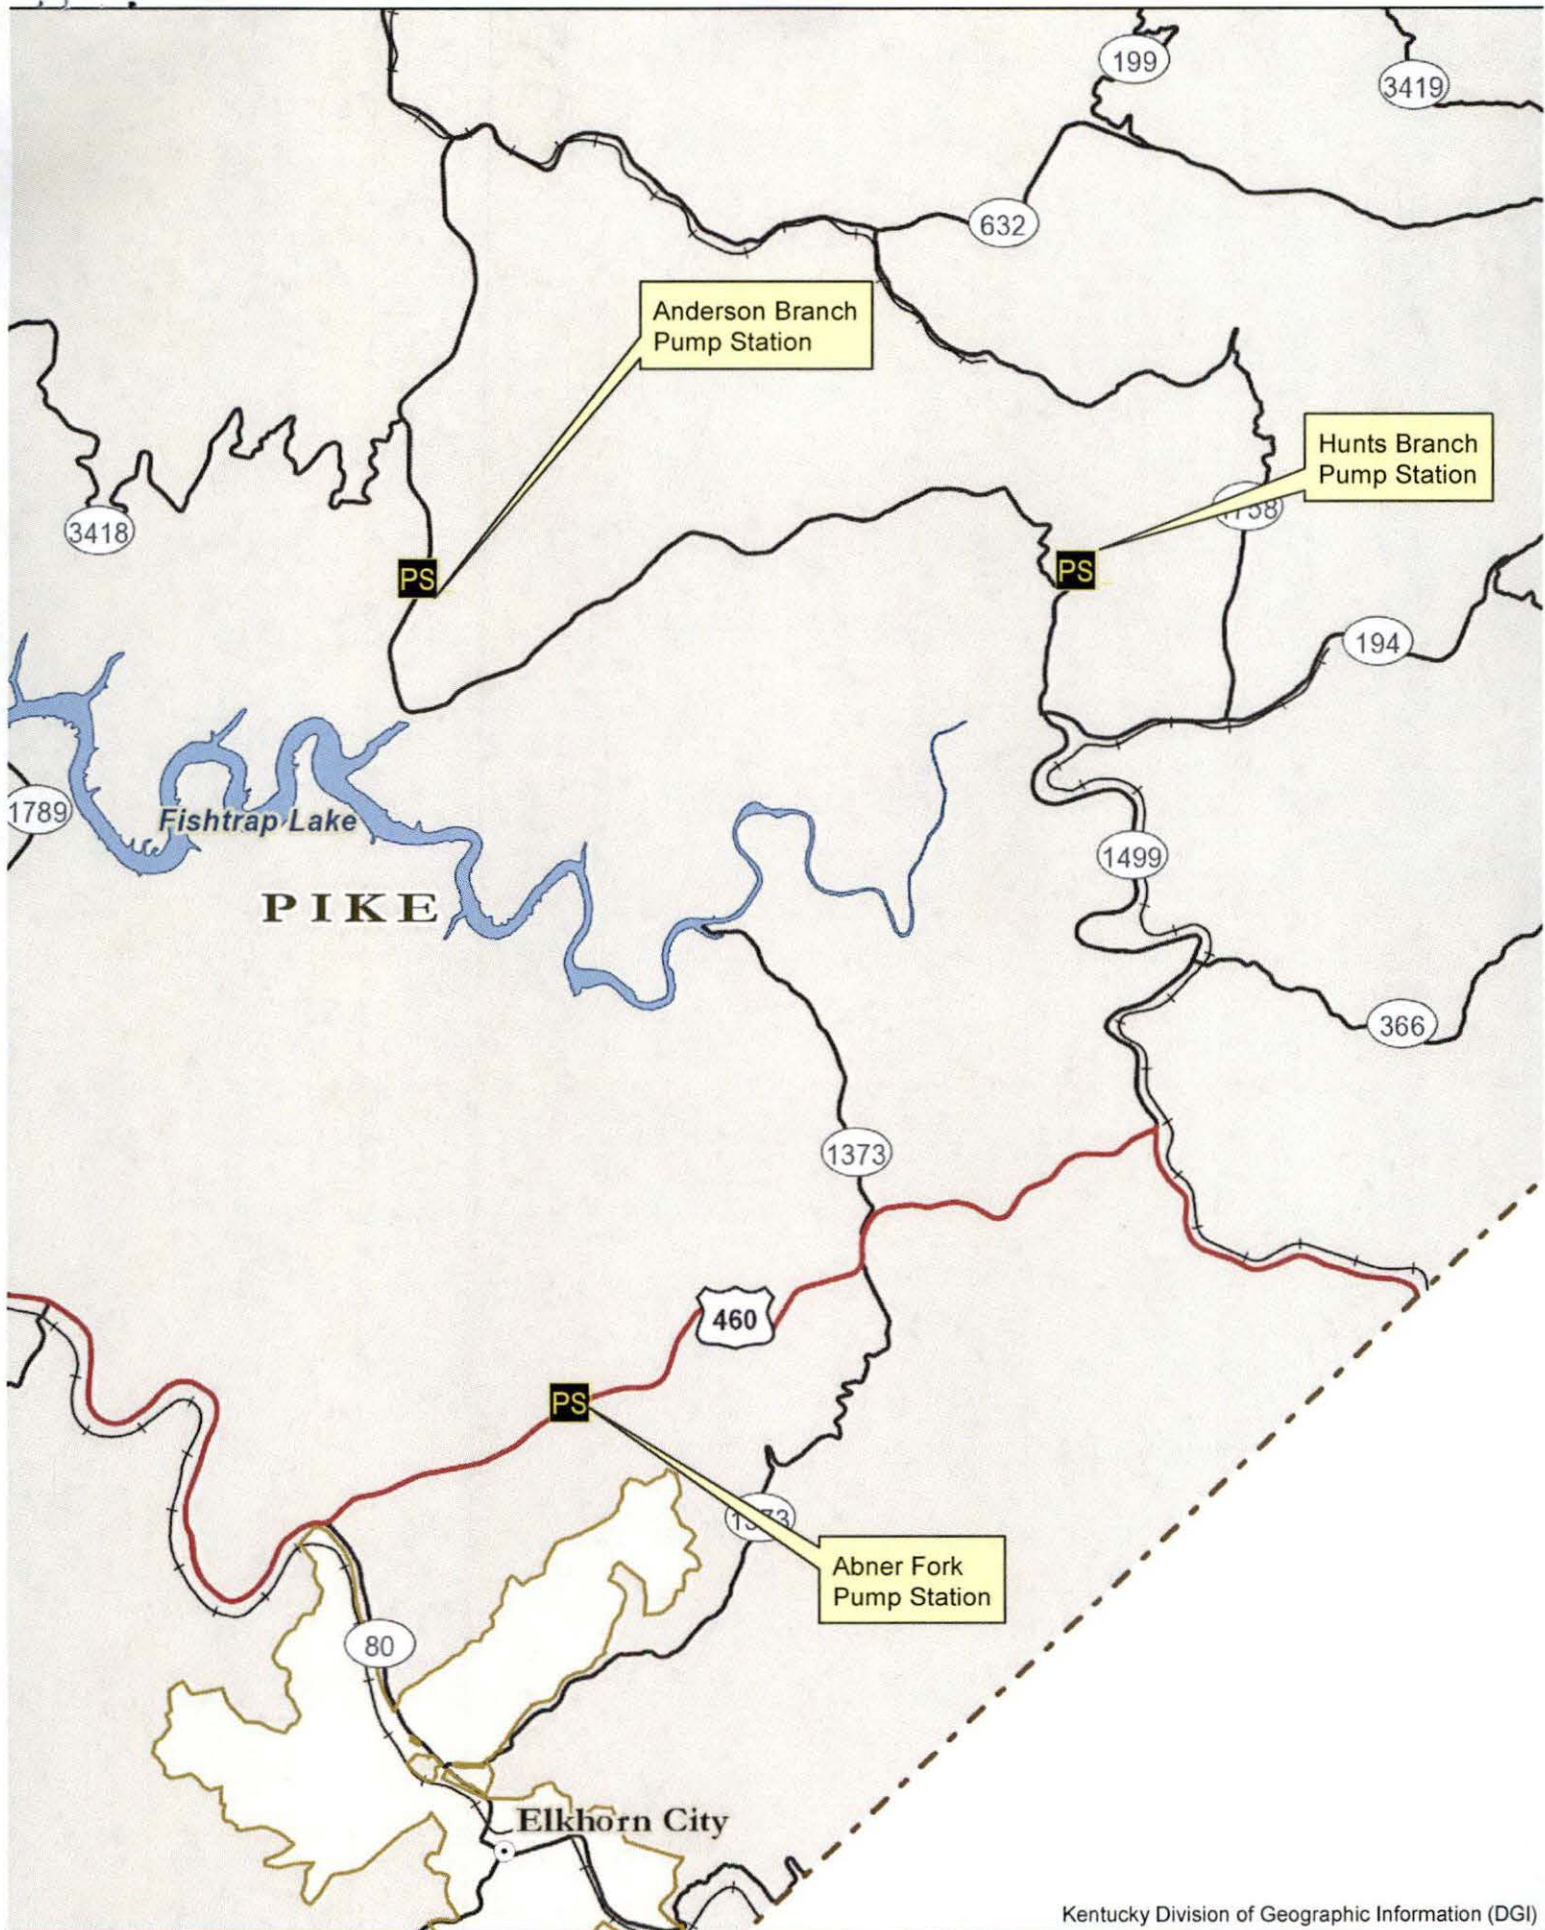 199
3419
632
Anderson Branch
Pump Station
Hunts Branch
Pump Station
3418
PS
PS
194
1789
Fishtrap Lake
1499
PIKE
366
1373
460
PS
1373
Abner Fork
Pump Station
80
Elkhorn City
Kentucky Division of Geographic Information (DGI)